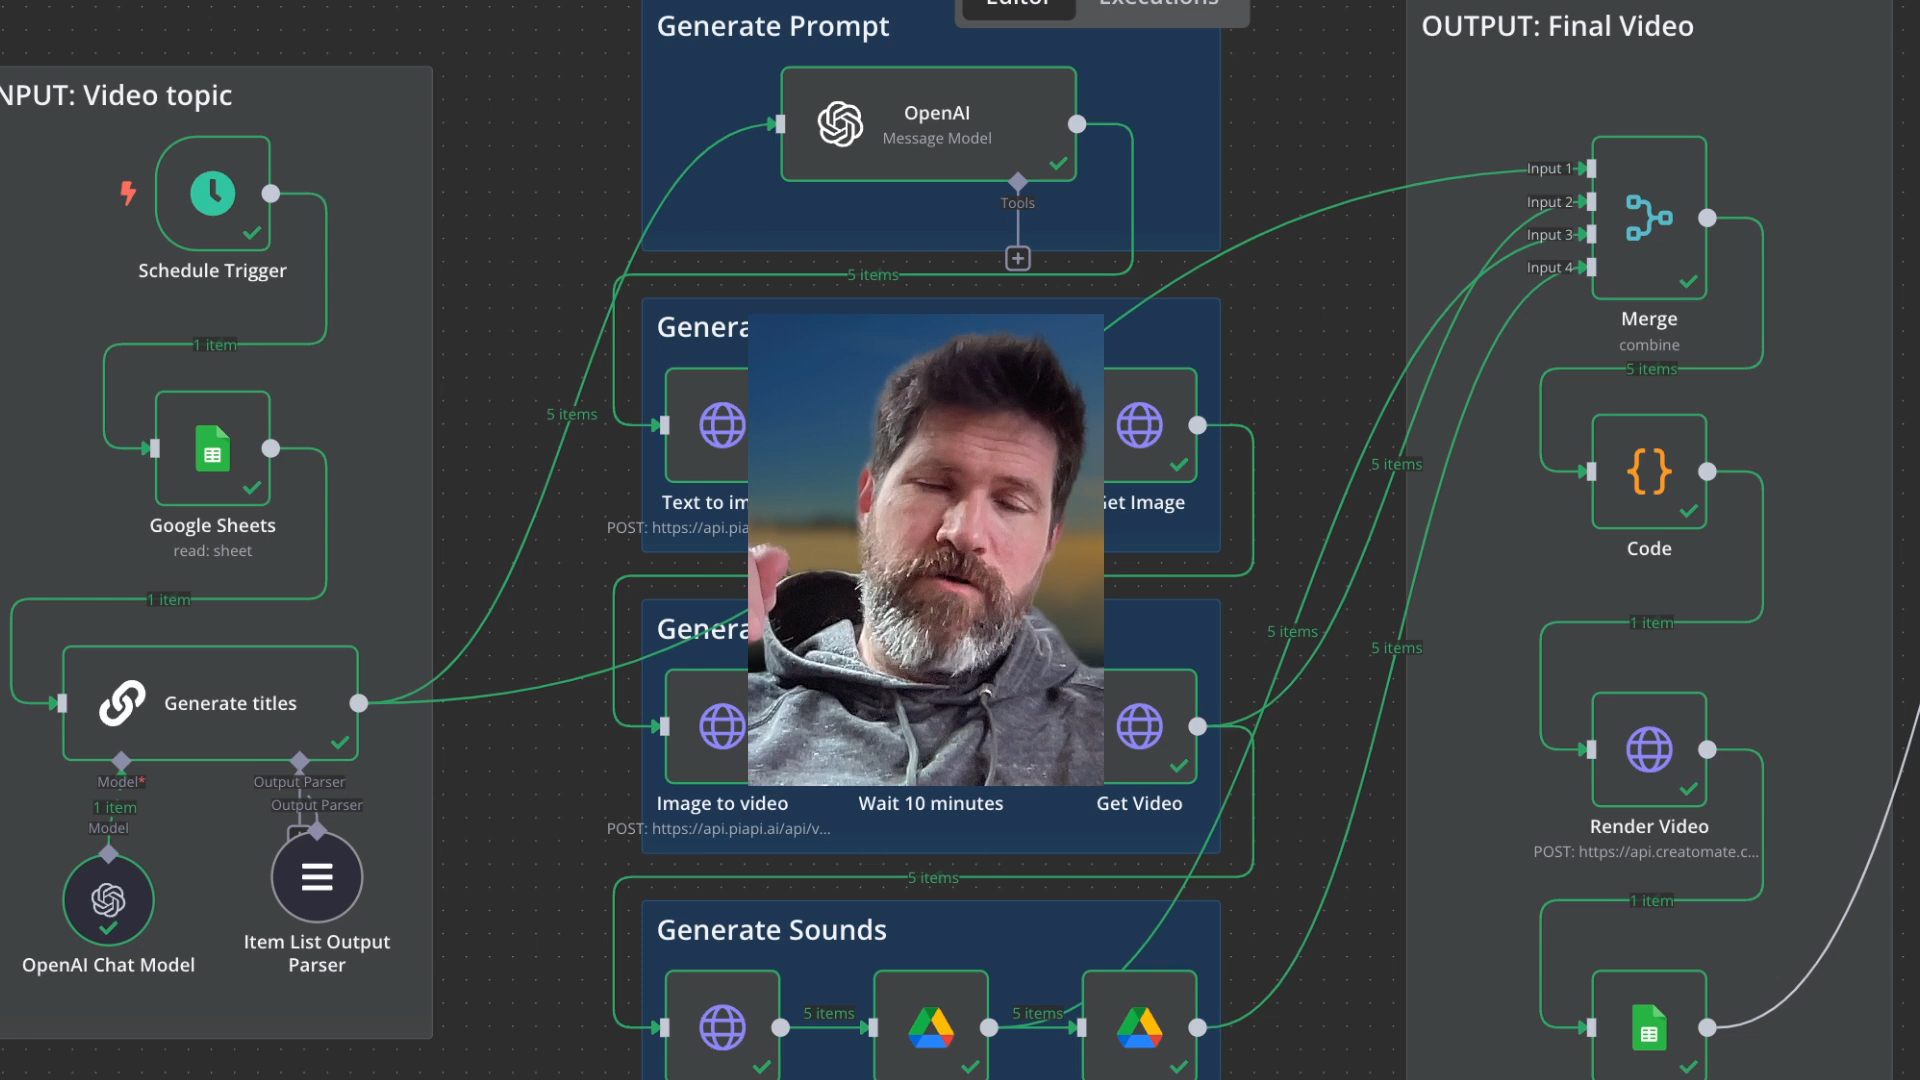 Editor
Executions
Generate Prompt
OUTPUT: Final Video
NPUT: Video topic
OpenAI
Message Model
Tools
Input 1
Input 2
Input 3
Input 4
Schedule Trigger
5 items
Merge
combine
1 item
5 items
Genera
5 items
5 items
Text to im
et Image
POST: https://api.pia
Google Sheets
read: sheet
Code
1 item
1 item
Genera
5 items
5 items
Generate titles
Model*
Output Parser
1 item
Output Parser
Model
Image to video
Wait 10 minutes
Get Video
POST: https://api.piapi.ai/api/v...
Render Video
POST: https://api.creatomate.c...
5 items
1 item
Generate Sounds
OpenAI Chat Model
Item List Output
Parser
5 items
5 items